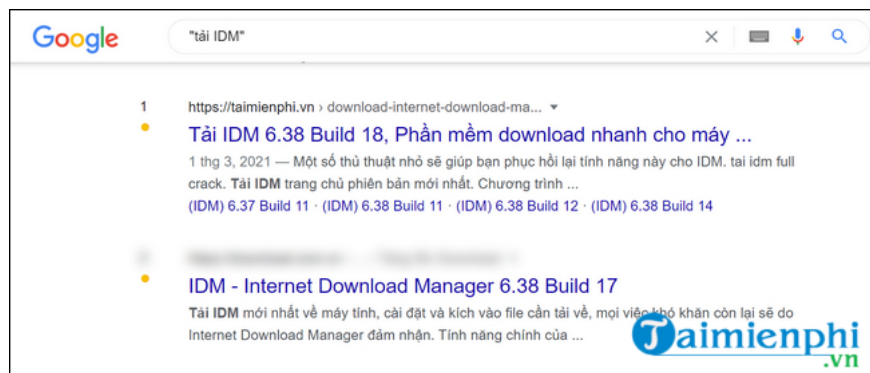 Google
"tải IDM"
1
https://taimienphi.vn › download-internet-download-ma...
Tải IDM 6.38 Build 18, Phần mềm download nhanh cho máy ...
1 thg 3, 2021 — Một số thủ thuật nhỏ sẽ giúp bạn phục hồi lại tính năng này cho IDM. tai idm full
crack. Tải IDM trang chủ phiên bản mới nhất. Chương trình ...
(IDM) 6.37 Build 11 · (IDM) 6.38 Build 11 · (IDM) 6.38 Build 12 · (IDM) 6.38 Build 14
IDM - Internet Download Manager 6.38 Build 17
Tải IDM mới nhất về máy tính, cài đặt và kích vào file cần tải về, mọi việc khó khăn còn lại sẽ do
Internet Download Manager đảm nhận. Tính năng chính của ...
Taimienphi
.vn